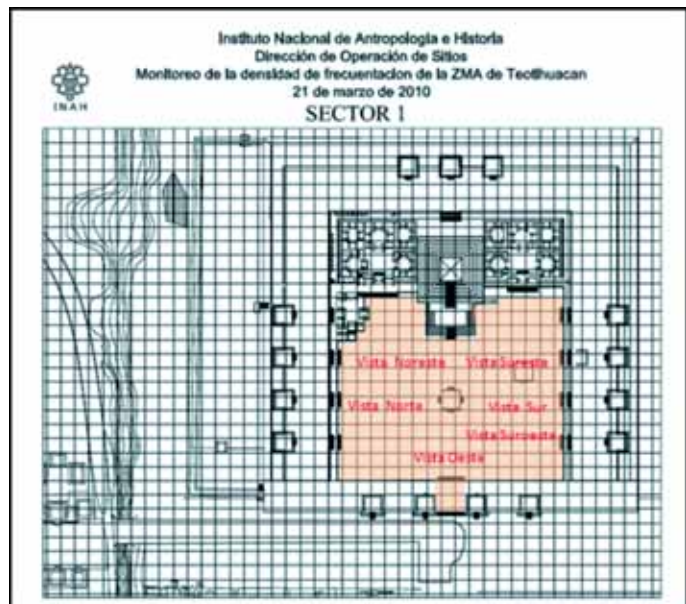 Instituto Nacional de Antropologia e Historia
Dirección de Operación de Sitios
Monitoreo de la densidad de frecuentacion de la ZMA de Teotihuacan
21 de marzo de 2010
SECTOR 1
INAH
Vista Noreste
Vista Sureste
Vista Norte
Vista Sur
Vista Suroeste
Vista Oeste